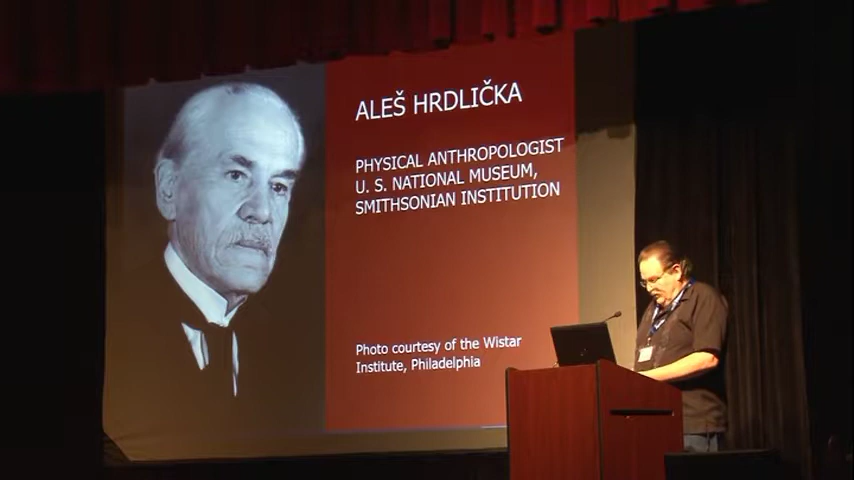 ALEŠ HRDLIČKA
PHYSICAL ANTHROPOLOGIST
U. S. NATIONAL MUSEUM,
SMITHSONIAN INSTITUTION
Photo courtesy of the Wistar
Institute, Philadelphia